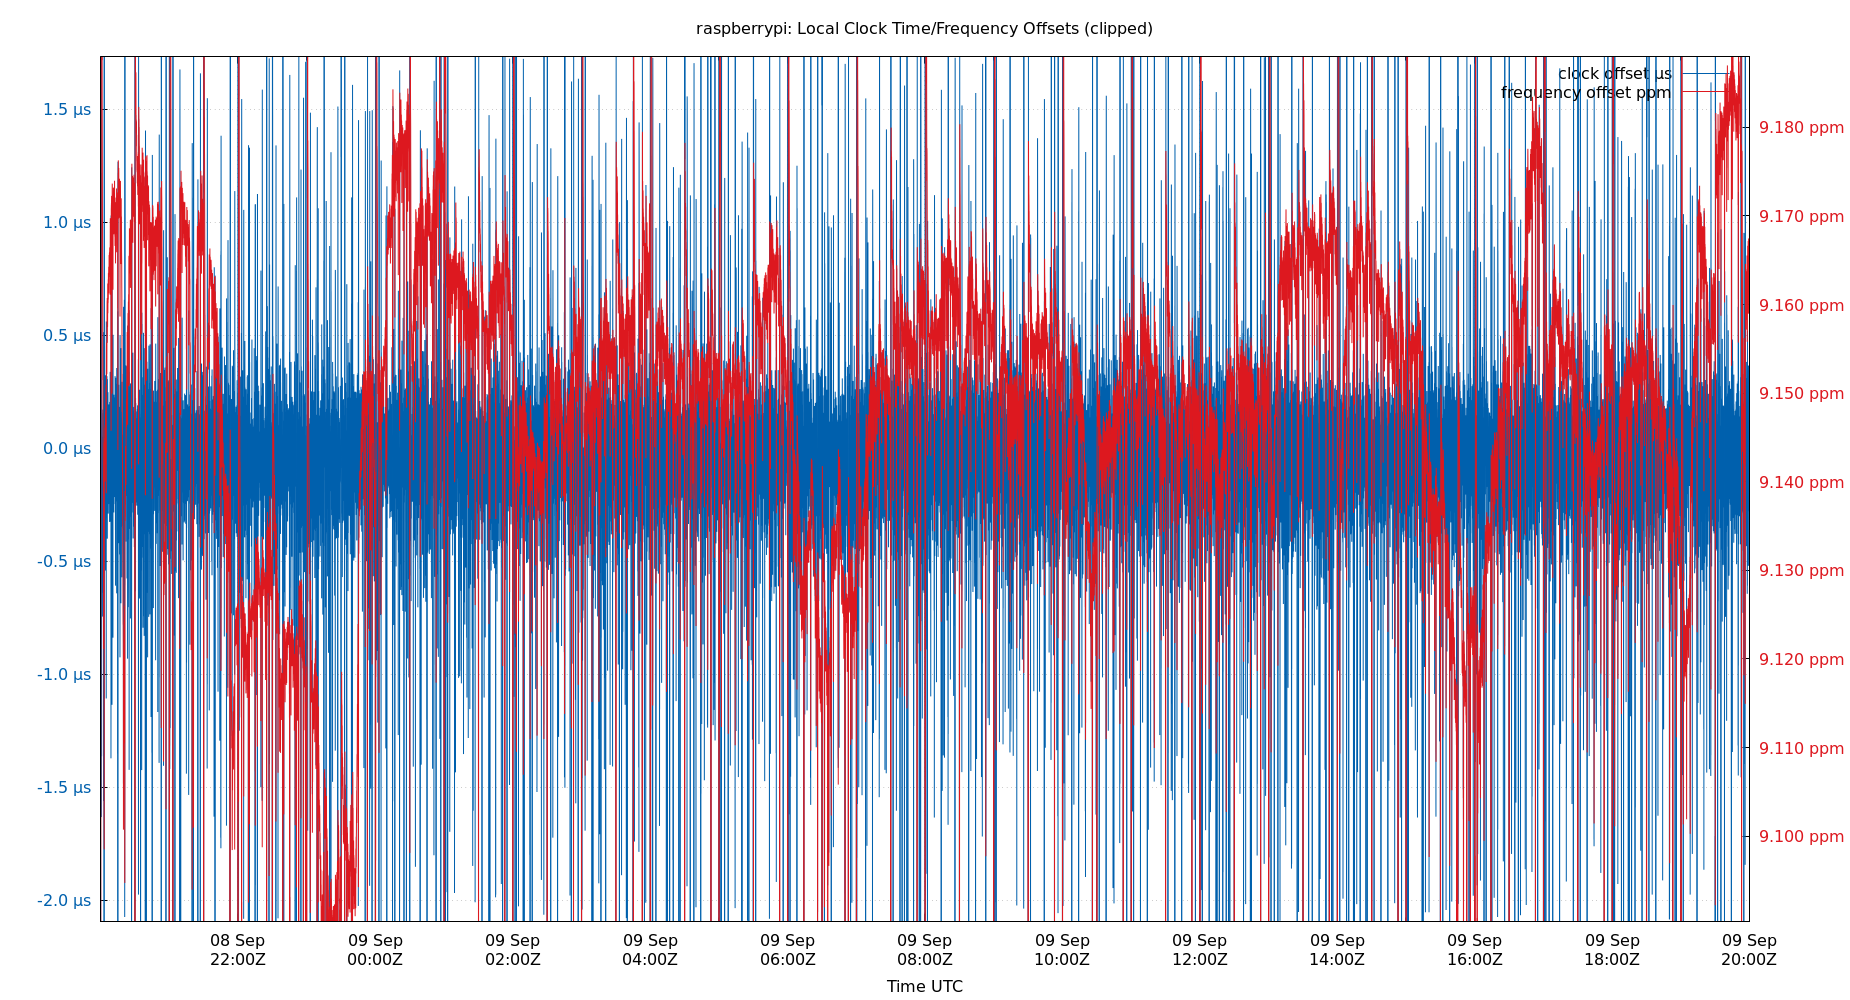 raspberrypi: Local Clock Time/Frequency Offsets (clipped)
clock offset µs
frequency offset ppm
1.5 µs
1.0 µs
0.5 µs
0.0 µs
-0.5 µs
-1.0 µs
-1.5 µs
-2.0 µs
9.180 ppm
9.170 ppm
9.160 ppm
9.150 ppm
9.140 ppm
9.130 ppm
9.120 ppm
9.110 ppm
9.100 ppm
08 Sep 09 Sep 09 Sep 09 Sep 09 Sep 09 Sep 09 Sep 09 Sep 09 Sep 09 Sep 09 Sep 09 Sep
22:00Z 00:00Z 02:00Z 04:00Z 06:00Z 08:00Z 10:00Z 12:00Z 14:00Z 16:00Z 18:00Z 20:00Z
Time UTC